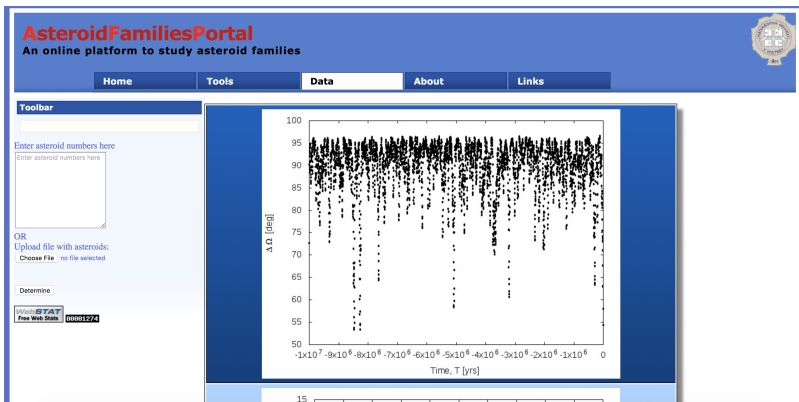 AsteroidFamiliesPortal
An online platform to study asteroid families
Home Tools Data About Links
Toolbar
Enter asteroid numbers here
Enter asteroid numbers here
OR
Upload file with asteroids:
Choose File no file selected
Determine
WebSTAT
Free Web Stats 00001274
100
95
90
85
80
75
70
65
60
55
50
Δ Ω [deg]
-1x10^7 -9x10^6 -8x10^6 -7x10^6 -6x10^6 -5x10^6 -4x10^6 -3x10^6 -2x10^6 -1x10^6 0
Time, T [yrs]
15